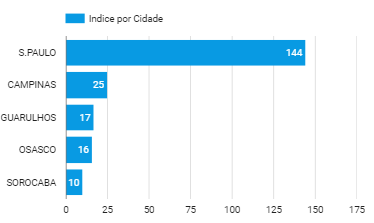 Indice por Cidade
S.PAULO 144
CAMPINAS 25
GUARULHOS 17
OSASCO 16
SOROCABA 10
0 25 50 75 100 125 150 175